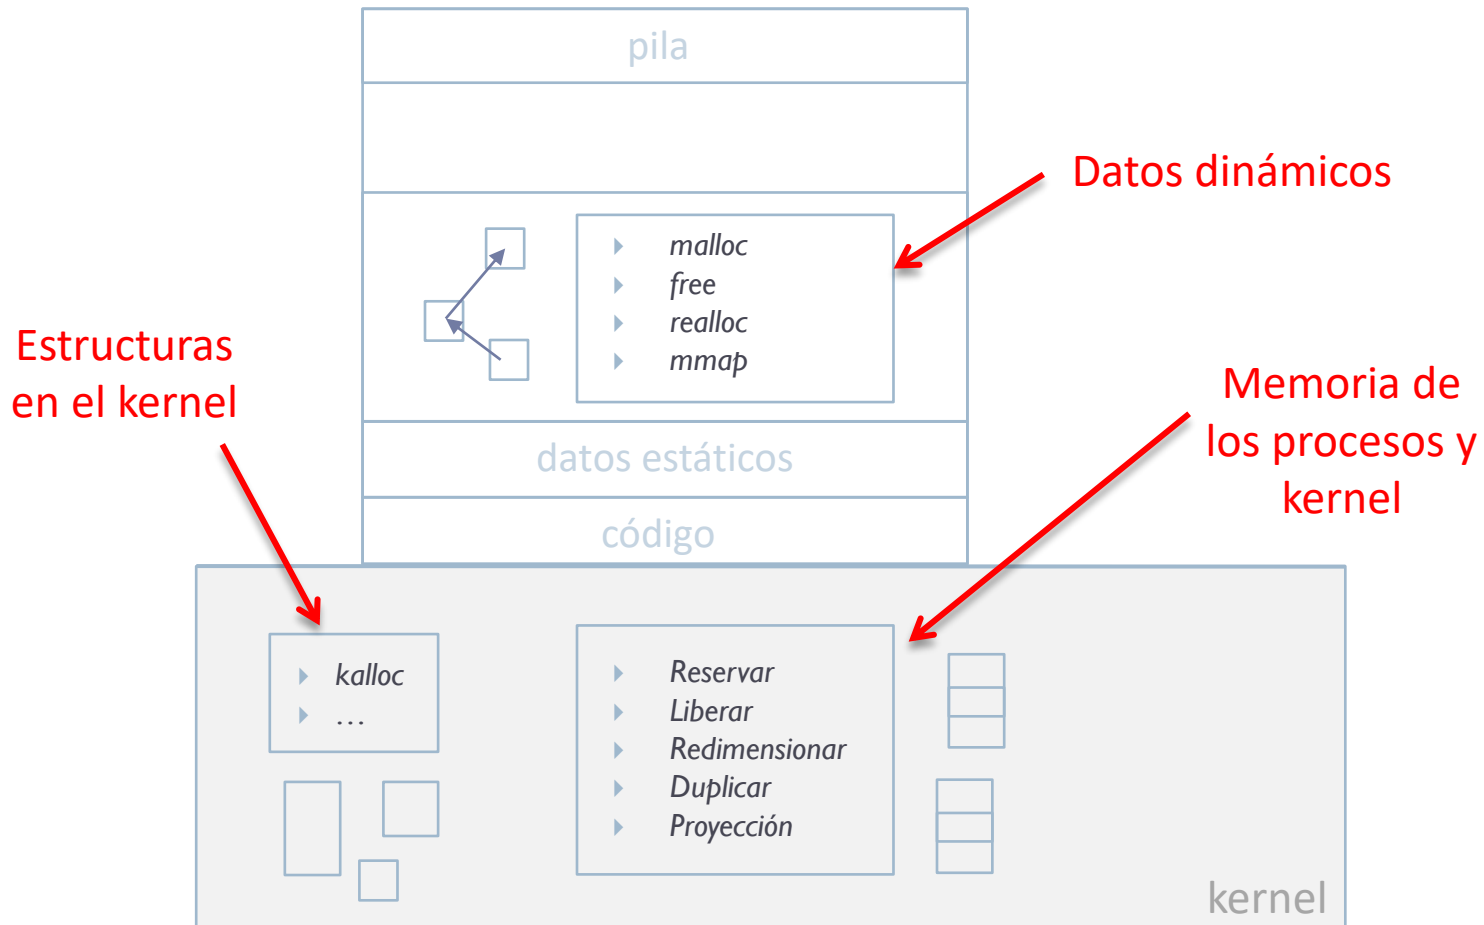 pila
Datos dinámicos
malloc
free
realloc
mmap
Estructuras
en el kernel
Memoria de
los procesos y
kernel
datos estáticos
código
kalloc
…
Reservar
Liberar
Redimensionar
Duplicar
Proyección
kernel